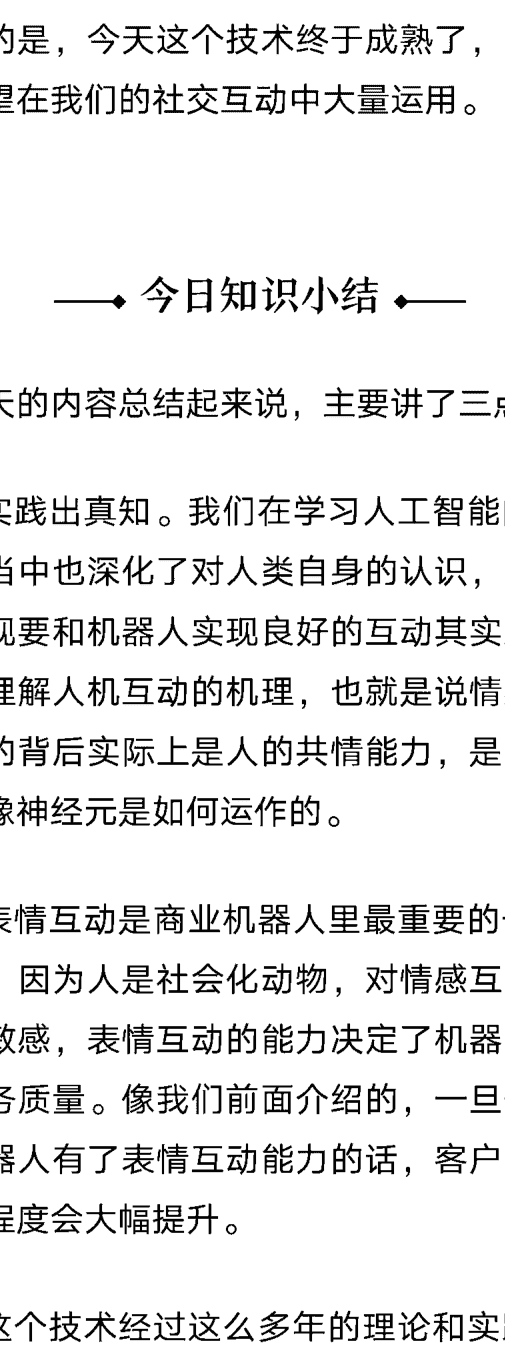 的是，今天这个技术终于成熟了，
望在我们的社交互动中大量运用。
今日知识小结
天的内容总结起来说，主要讲了三点
实践出真知。我们在学习人工智能
当中也深化了对人类自身的认识，
现要和机器人实现良好的互动其实
理解人机互动的机理，也就是说情
的背后实际上是人的共情能力，是
像神经元是如何运作的。
表情互动是商业机器人里最重要的
因为人是社会化动物，对情感互
敏感，表情互动的能力决定了机器
务质量。像我们前面介绍的，一旦
器人有了表情互动能力的话，客户
程度会大幅提升。
这个技术经过这么多年的理论和实践